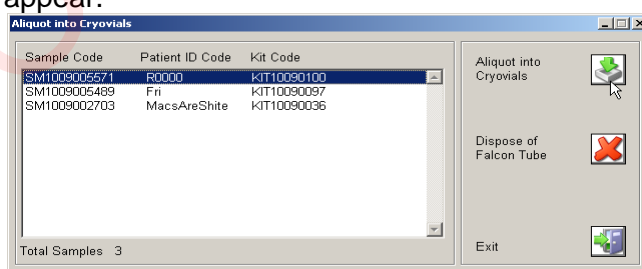 appear.
Aliquot into Cryovials
Sample Code Patient ID Code Kit Code
SM1009005571 R0000 KIT10090100
SM1009005489 Fri KIT10090097
SM1009002703 MacsAreShite KIT10090036
Total Samples 3
Aliquot into
Cryovials
Dispose of
Falcon Tube
Exit